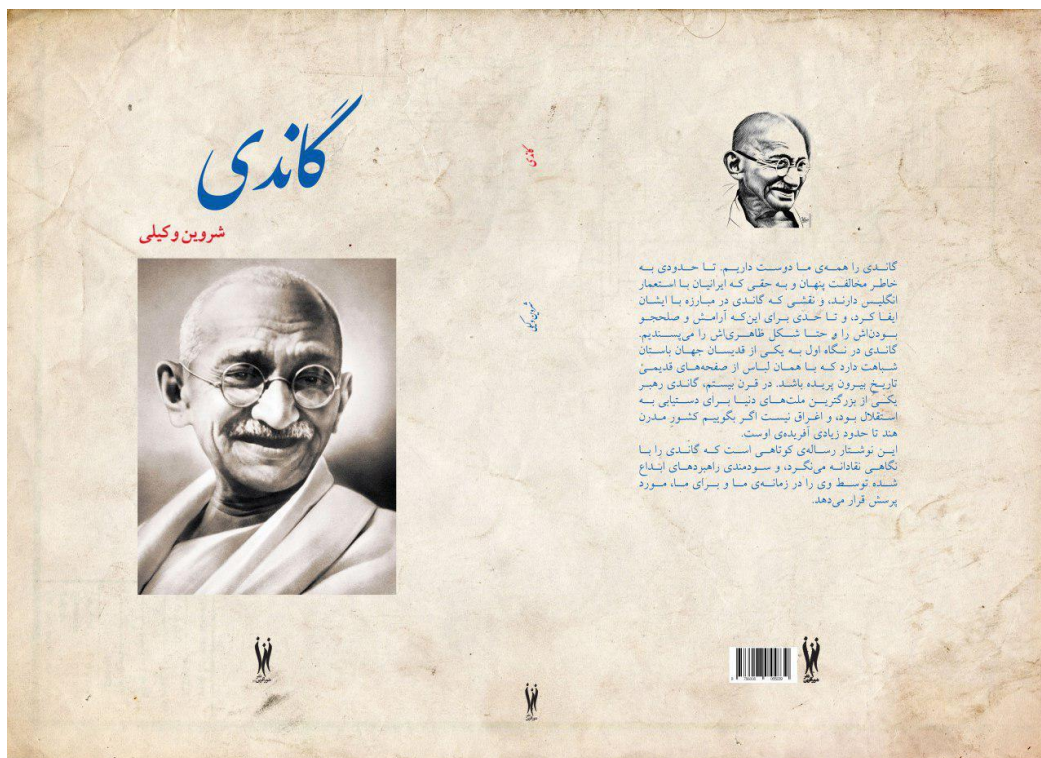 گاندی
شروین وکیلی
گاندی
شروین وکیلی
گاندی را همه‌ی ما دوست داریم. تا حدودی به
خاطر مخالفت پنهان و به حقی که ایرانیان با استعمار
انگلیس دارند، و نقشی که گاندی در مبارزه با ایشان
ایفا کرد، و تا حدی برای این‌که آرامش و صلحجو
بودن‌اش را و حتا شکل ظاهری‌اش را می‌پسندیم.
گاندی در نگاه اول به یکی از قدیسان جهان باستان
شباهت دارد که با همان لباس از صفحه‌های قدیمیٔ
تاریخ بیرون پریده باشد. در قرن بیستم، گاندی رهبر
یکی از بزرگترین ملت‌های دنیا برای دستیابی به
استقلال بود، و اغراق نیست اگر بگوییم کشور مدرن
هند تا حدود زیادی آفریده‌ی اوست.
این نوشتار رساله‌ی کوتاهی است که گاندی را با
نگاهی نقادانه می‌نگرد، و سودمندی راهبردهای ابداع
شده توسط وی را در زمانه‌ی ما و برای ما، مورد
پرسش قرار می‌دهد.